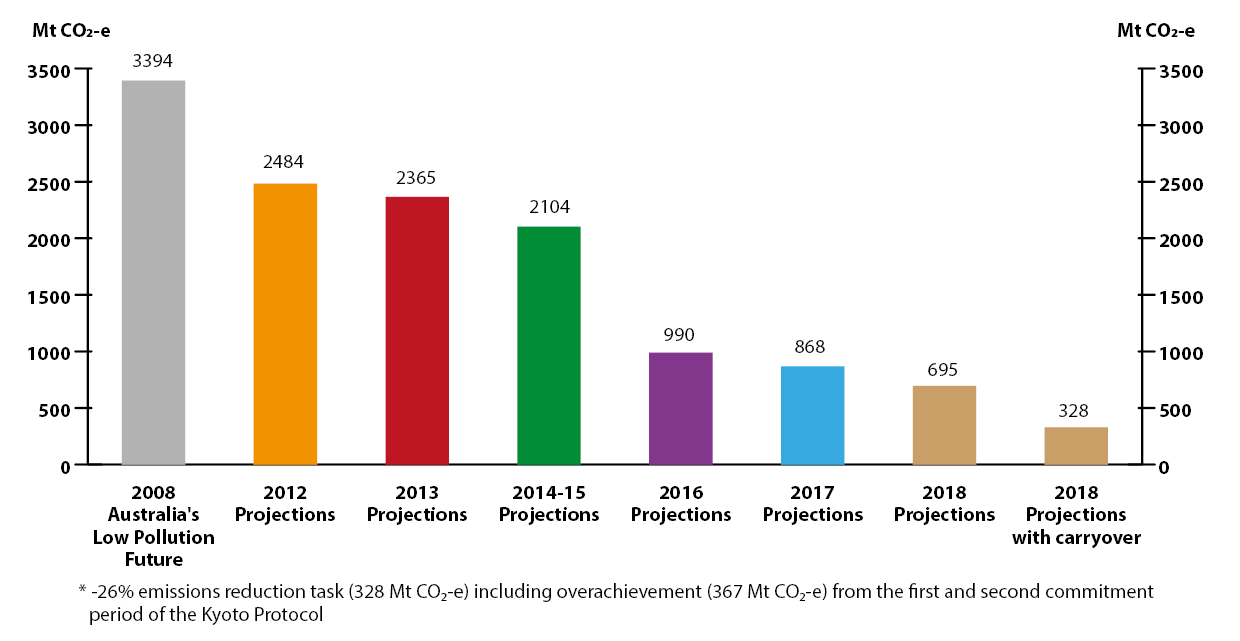 Mt CO₂-e
Mt CO₂-e
3500
3000
2500
2000
1500
1000
500
0
3500
3000
2500
2000
1500
1000
500
0
3394
2484
2365
2104
990
868
695
328
2008
Australia's
Low Pollution
Future
2012
Projections
2013
Projections
2014-15
Projections
2016
Projections
2017
Projections
2018
Projections
2018
Projections
with carryover
* -26% emissions reduction task (328 Mt CO₂-e) including overachievement (367 Mt CO₂-e) from the first and second commitment
period of the Kyoto Protocol